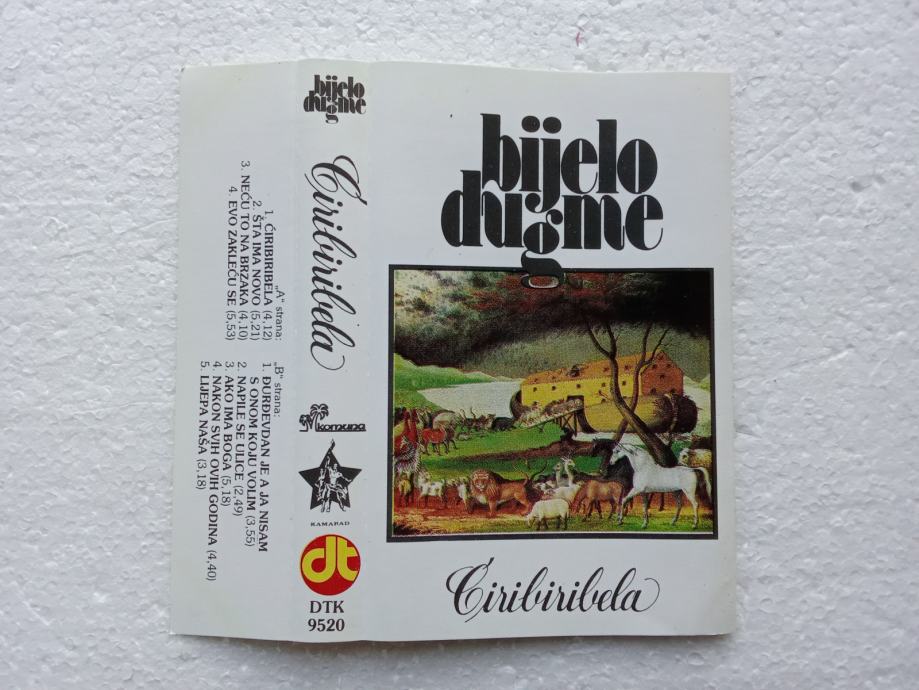 bijelo
dugme
Ćiribiribela
„A“ strana:
1. ĆIRIBIRIBELA (4,12)
2. ŠTA IMA NOVO (5,21)
3. NEĆU TO NA BRZAKA (4,10)
4. EVO ZAKLEĆU SE (5,53)
„B“ strana:
1. ĐURĐEVDAN JE A JA NISAM
S ONOM KOJU VOLIM (3,55)
2. NAPILE SE ULICE (2,49)
3. AKO IMA BOGA (5,18)
4. NAKON SVIH OVIH GODINA (4,40)
5. LIJEPA NAŠA (3,18)
bijelo
dugme
Ćiribiribela
komuna
KAMARAD
dt
DTK
9520